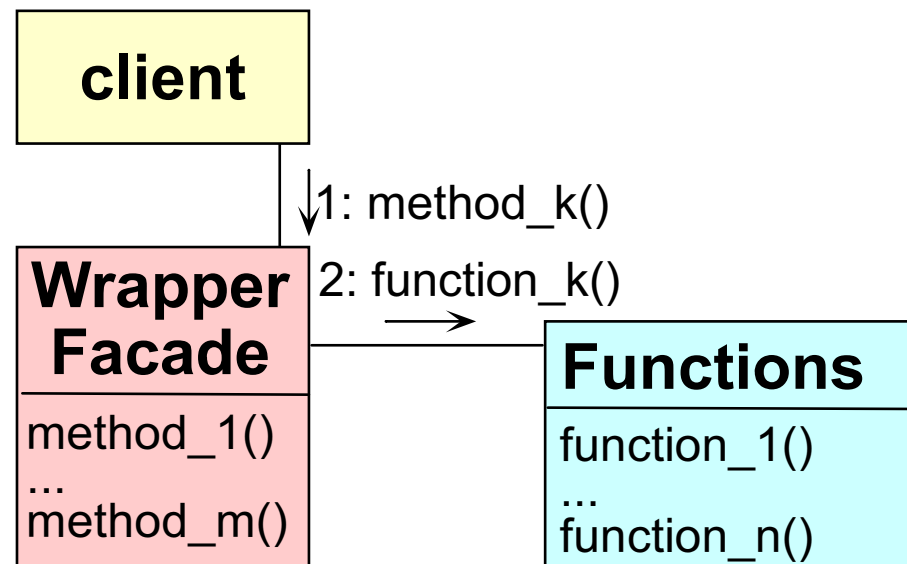 client
1: method_k()
2: function_k()
Wrapper
Facade
method_1()
...
method_m()
Functions
function_1()
...
function_n()